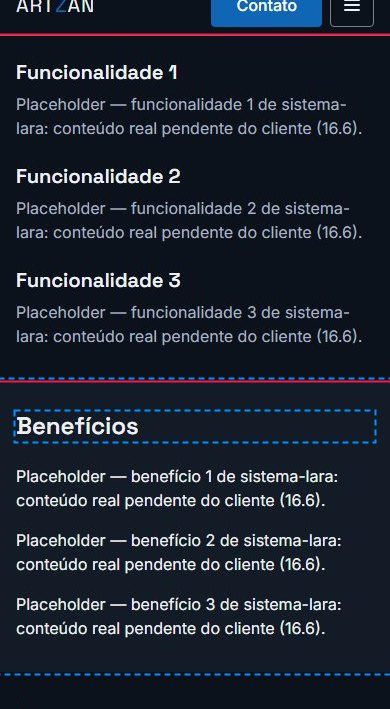 ARTZAN
Contato
Funcionalidade 1
Placeholder — funcionalidade 1 de sistema-
lara: conteúdo real pendente do cliente (16.6).
Funcionalidade 2
Placeholder — funcionalidade 2 de sistema-
lara: conteúdo real pendente do cliente (16.6).
Funcionalidade 3
Placeholder — funcionalidade 3 de sistema-
lara: conteúdo real pendente do cliente (16.6).
Benefícios
Placeholder — benefício 1 de sistema-lara:
conteúdo real pendente do cliente (16.6).
Placeholder — benefício 2 de sistema-lara:
conteúdo real pendente do cliente (16.6).
Placeholder — benefício 3 de sistema-lara:
conteúdo real pendente do cliente (16.6).